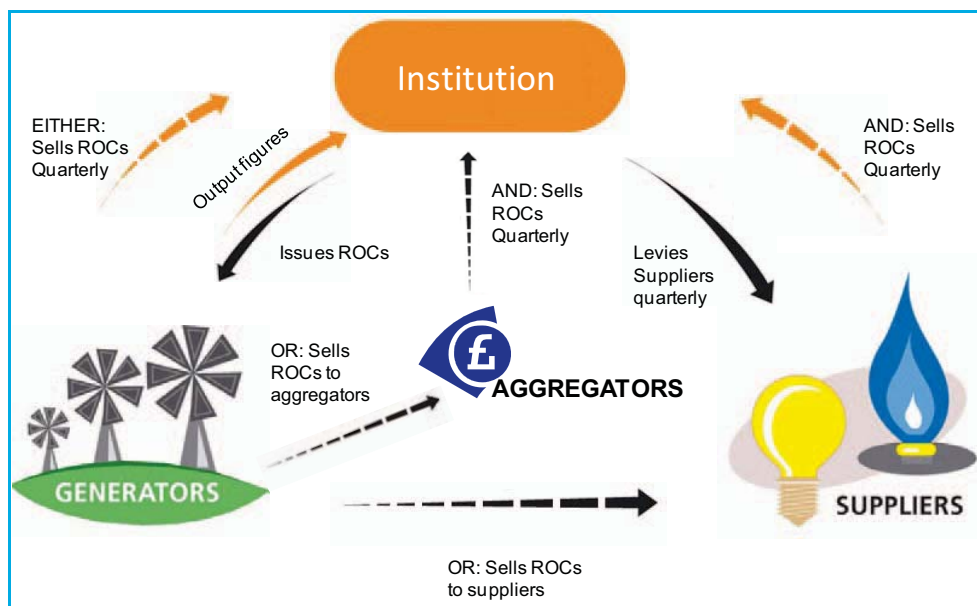 Institution
EITHER:
Sells ROCs
Quarterly
Output figures
Issues ROCs
AND: Sells
ROCs
Quarterly
Levies
Suppliers
quarterly
AND: Sells
ROCs
Quarterly
OR: Sells
ROCs to
aggregators
£
AGGREGATORS
GENERATORS
SUPPLIERS
OR: Sells ROCs
to suppliers